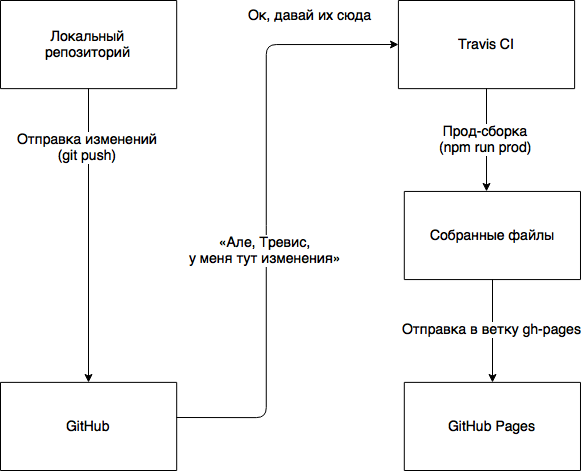 Ок, давай их сюда
Локальный
репозиторий
Travis CI
Отправка изменений
(git push)
Прод-сборка
(npm run prod)
«Але, Тревис,
у меня тут изменения»
Собранные файлы
Отправка в ветку gh-pages
GitHub
GitHub Pages